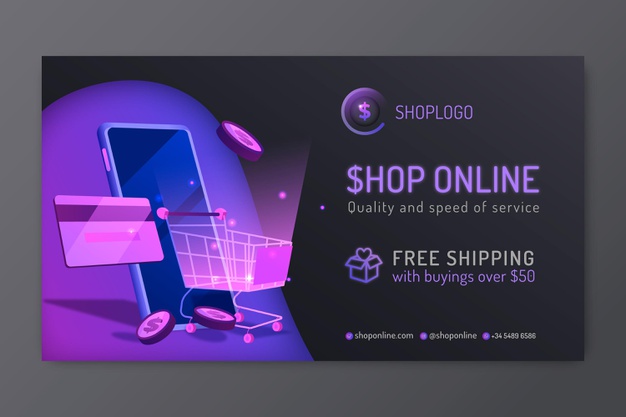 $
SHOPLOGO
$HOP ONLINE
Quality and speed of service
FREE SHIPPING
with buyings over $50
shoponline.com @shoponline +34 5489 6586
$
$